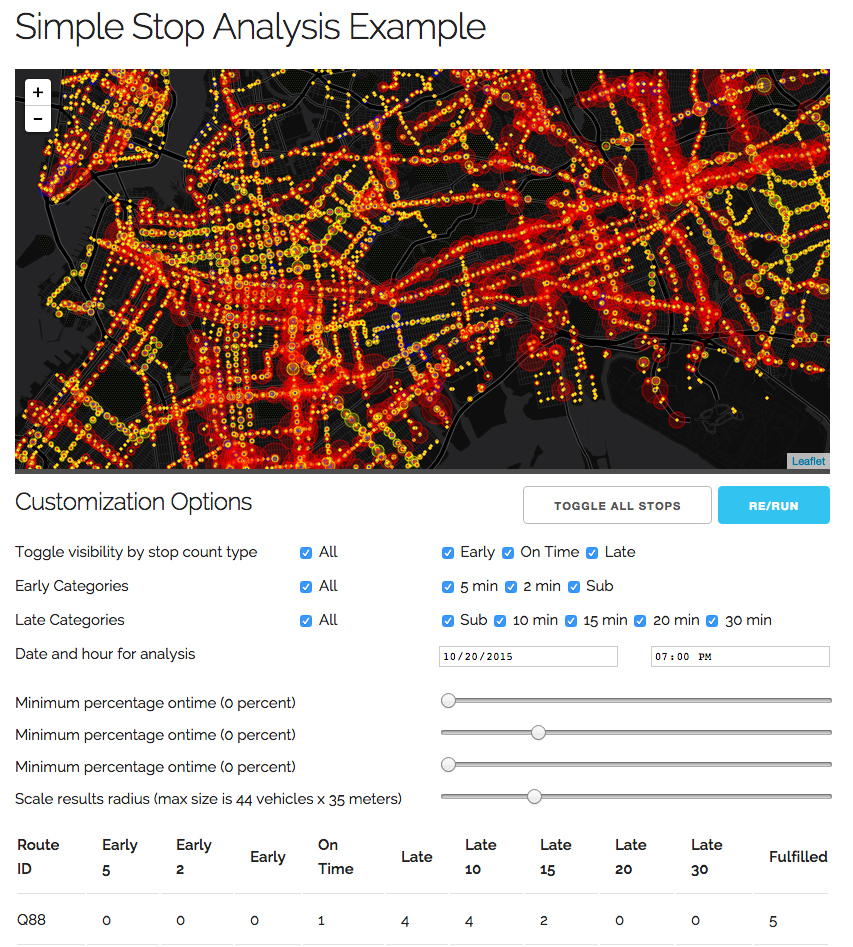 Simple Stop Analysis Example
+
−
Leaflet
Customization Options
TOGGLE ALL STOPS
RE/RUN
Toggle visibility by stop count type All Early On Time Late
Early Categories All 5 min 2 min Sub
Late Categories All Sub 10 min 15 min 20 min 30 min
Date and hour for analysis 10/20/2015 07:00 PM
Minimum percentage ontime (0 percent)
Minimum percentage ontime (0 percent)
Minimum percentage ontime (0 percent)
Scale results radius (max size is 44 vehicles x 35 meters)
Route ID Early 5 Early 2 Early On Time Late Late 10 Late 15 Late 20 Late 30 Fulfilled
Q88 0 0 0 1 4 4 2 0 0 5